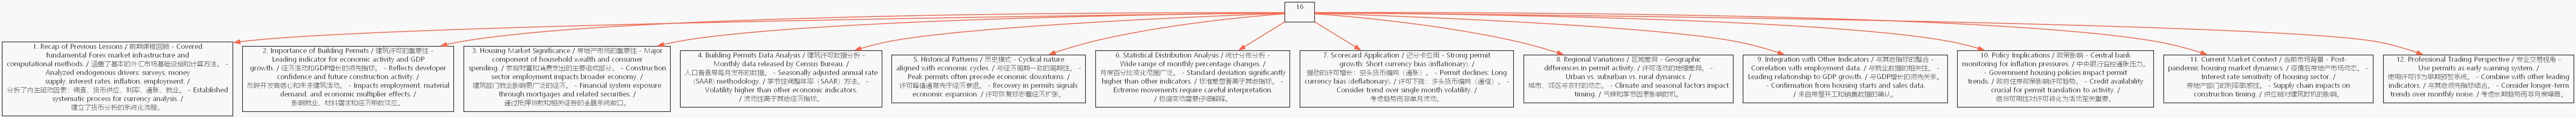 16
1. Recap of Previous Lessons / 前期课程回顾 - Covered
fundamental Forex market infrastructure and
computational methods. / 涵盖了基本的外汇市场基础设施和计算方法。 -
Analyzed endogenous drivers: surveys, money
supply, interest rates, inflation, employment. /
分析了内生动态因素：调查、货币供应、利率、通胀、就业。 - Established
systematic process for currency analysis. /
建立了货币分析的系统化流程。
2. Importance of Building Permits / 建筑许可的重要性 -
Leading indicator for economic activity and GDP
growth. / 经济活动和GDP增长的领先指标。 - Reflects developer
confidence and future construction activity. /
反映开发商信心和未来建筑活动。 - Impacts employment, material
demand, and economic multiplier effects. /
影响就业、材料需求和经济乘数效应。
3. Housing Market Significance / 房地产市场的重要性 - Major
component of household wealth and consumer
spending. / 家庭财富和消费支出的主要组成部分。 - Construction
sector employment impacts broader economy. /
建筑部门就业影响更广泛的经济。 - Financial system exposure
through mortgages and related securities. /
通过抵押贷款和相关证券的金融系统敞口。
4. Building Permits Data Analysis / 建筑许可数据分析 -
Monthly data released by Census Bureau. /
人口普查局每月发布的数据。 - Seasonally adjusted annual rate
(SAAR) methodology. / 季节性调整年率（SAAR）方法。 -
Volatility higher than other economic indicators.
/ 波动性高于其他经济指标。
5. Historical Patterns / 历史模式 - Cyclical nature
aligned with economic cycles. / 与经济周期一致的周期性。 -
Peak permits often precede economic downturns. /
许可峰值通常先于经济衰退。 - Recovery in permits signals
economic expansion. / 许可恢复标志着经济扩张。
6. Statistical Distribution Analysis / 统计分布分析 -
Wide range of monthly percentage changes. /
月度百分比变化范围广泛。 - Standard deviation significantly
higher than other indicators. / 标准差显著高于其他指标。 -
Extreme movements require careful interpretation.
/ 极端变动需要仔细解释。
7. Scorecard Application / 记分卡应用 - Strong permit
growth: Short currency bias (inflationary). /
强劲的许可增长：空头货币偏向（通胀）。 - Permit declines: Long
currency bias (deflationary). / 许可下降：多头货币偏向（通缩）。 -
Consider trend over single month volatility. /
考虑趋势而非单月波动。
8. Regional Variations / 区域差异 - Geographic
differences in permit activity. / 许可活动的地理差异。 -
Urban vs. suburban vs. rural dynamics. /
城市、郊区与农村的动态。 - Climate and seasonal factors impact
timing. / 气候和季节因素影响时机。
9. Integration with Other Indicators / 与其他指标的整合 -
Correlation with employment data. / 与就业数据的相关性。 -
Leading relationship to GDP growth. / 与GDP增长的领先关系。
- Confirmation from housing starts and sales data.
/ 来自房屋开工和销售数据的确认。
10. Policy Implications / 政策影响 - Central bank
monitoring for inflation pressures. / 中央银行监控通胀压力。
- Government housing policies impact permit
trends. / 政府住房政策影响许可趋势。 - Credit availability
crucial for permit translation to activity. /
信贷可用性对许可转化为活动至关重要。
11. Current Market Context / 当前市场背景 - Post-
pandemic housing market dynamics. / 疫情后房地产市场动态。 -
Interest rate sensitivity of housing sector. /
房地产部门的利率敏感性。 - Supply chain impacts on
construction timing. / 供应链对建筑时机的影响。
12. Professional Trading Perspective / 专业交易视角 -
Use permits as early warning system. /
使用许可作为早期预警系统。 - Combine with other leading
indicators. / 与其他领先指标结合。 - Consider longer-term
trends over monthly noise. / 考虑长期趋势而非月度噪音。